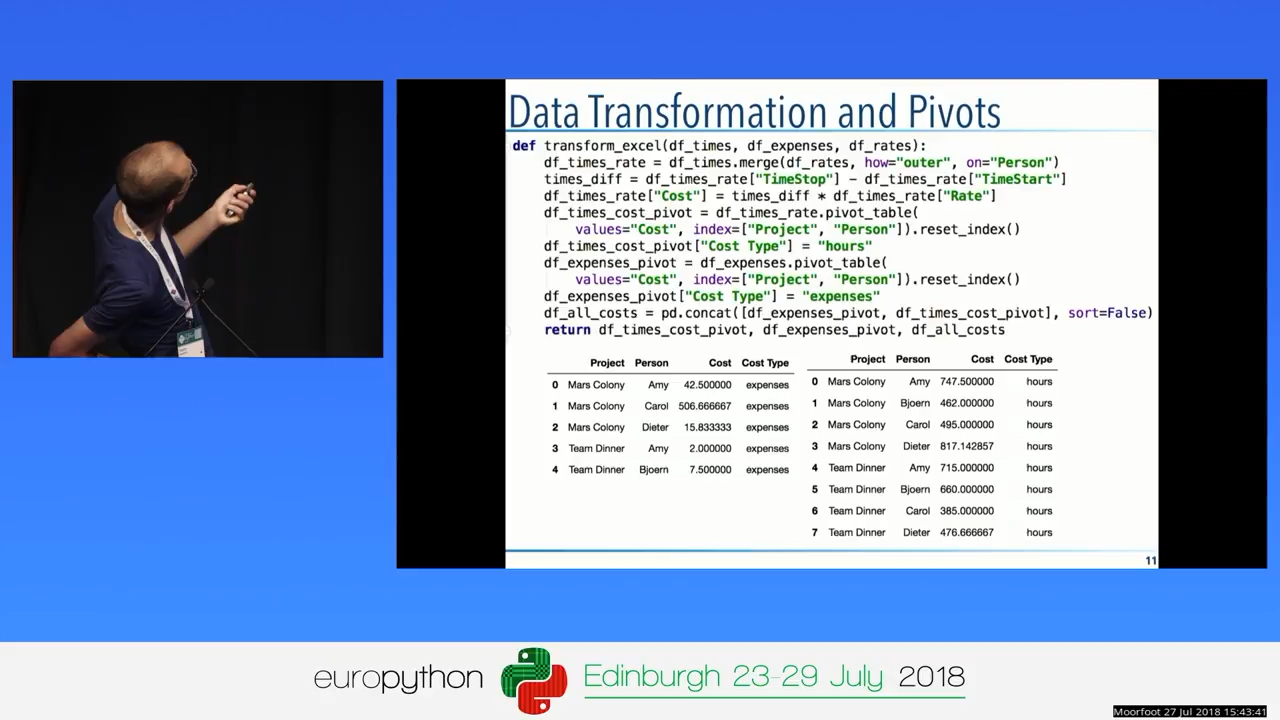 Data Transformation and Pivots
def transform_excel(df_times, df_expenses, df_rates):
df_times_rate = df_times.merge(df_rates, how="outer", on="Person")
times_diff = df_times_rate["TimeStop"] - df_times_rate["TimeStart"]
df_times_rate["Cost"] = times_diff * df_times_rate["Rate"]
df_times_cost_pivot = df_times_rate.pivot_table(
values="Cost", index=["Project", "Person"]).reset_index()
df_times_cost_pivot["Cost Type"] = "hours"
df_expenses_pivot = df_expenses.pivot_table(
values="Cost", index=["Project", "Person"]).reset_index()
df_expenses_pivot["Cost Type"] = "expenses"
df_all_costs = pd.concat([df_expenses_pivot, df_times_cost_pivot], sort=False)
return df_times_cost_pivot, df_expenses_pivot, df_all_costs
Project Person Cost Cost Type
0 Mars Colony Amy 42.500000 expenses
1 Mars Colony Carol 506.666667 expenses
2 Mars Colony Dieter 15.833333 expenses
3 Team Dinner Amy 2.000000 expenses
4 Team Dinner Bjoern 7.500000 expenses
Project Person Cost Cost Type
0 Mars Colony Amy 747.500000 hours
1 Mars Colony Bjoern 462.000000 hours
2 Mars Colony Carol 495.000000 hours
3 Mars Colony Dieter 817.142857 hours
4 Team Dinner Amy 715.000000 hours
5 Team Dinner Bjoern 660.000000 hours
6 Team Dinner Carol 385.000000 hours
7 Team Dinner Dieter 476.666667 hours
11
europython Edinburgh 23-29 July 2018
Moorfoot 27 Jul 2018 15:43:41